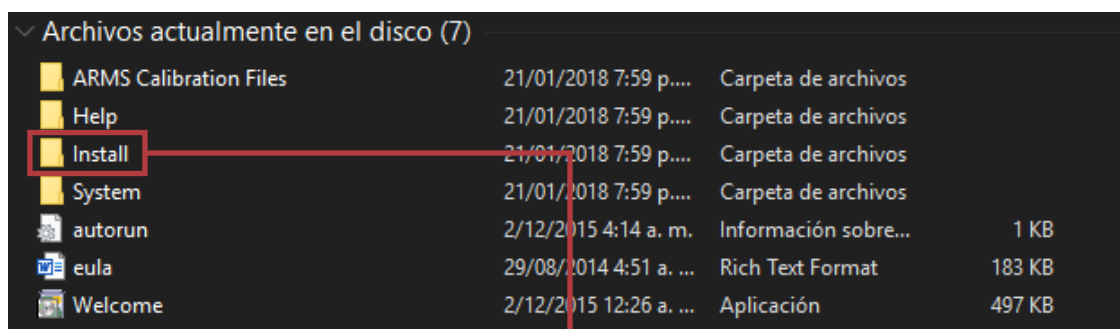 Archivos actualmente en el disco (7)
ARMS Calibration Files 21/01/2018 7:59 p.... Carpeta de archivos
Help 21/01/2018 7:59 p.... Carpeta de archivos
Install 21/01/2018 7:59 p.... Carpeta de archivos
System 21/01/2018 7:59 p.... Carpeta de archivos
autorun 2/12/2015 4:14 a. m. Información sobre... 1 KB
eula 29/08/2014 4:51 a. ... Rich Text Format 183 KB
Welcome 2/12/2015 12:26 a. ... Aplicación 497 KB